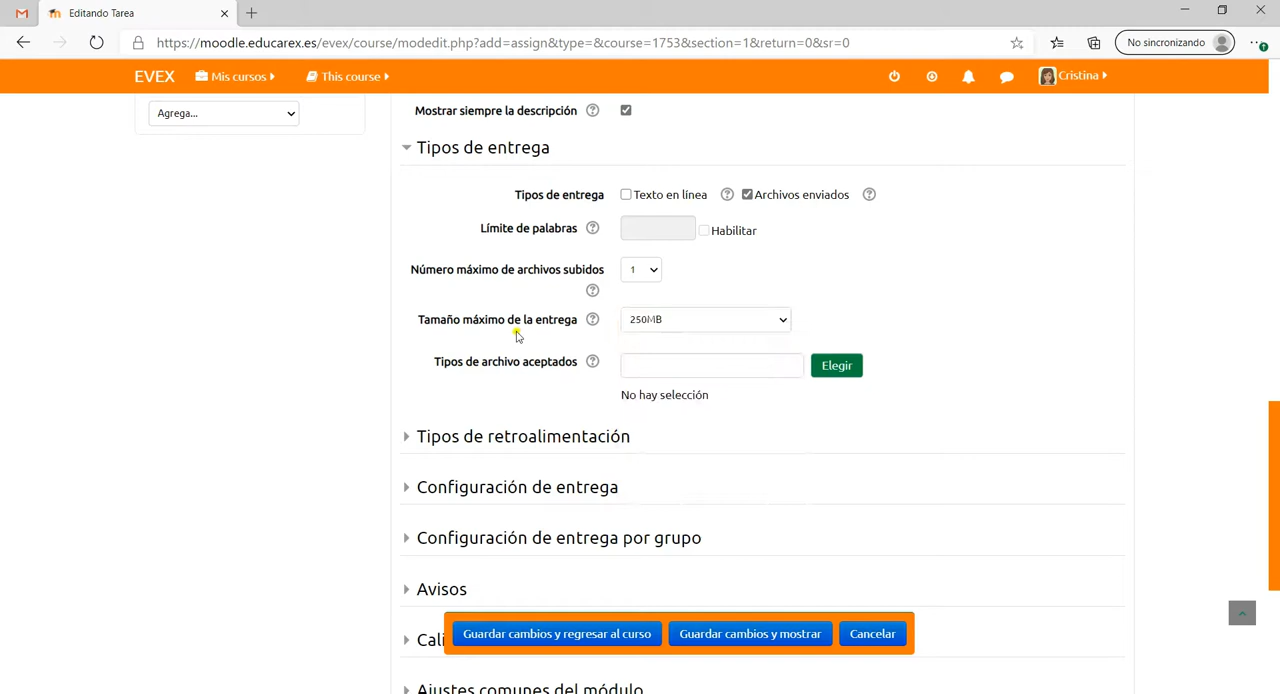 Editando Tarea
https://moodle.educarex.es/evex/course/modedit.php?add=assign&type=&course=1753&section=1&return=0&sr=0
No sincronizando
EVEX Mis cursos This course Cristina
Agrega...
Mostrar siempre la descripción
Tipos de entrega
Tipos de entrega Texto en línea Archivos enviados
Límite de palabras Habilitar
Número máximo de archivos subidos 1
Tamaño máximo de la entrega 250MB
Tipos de archivo aceptados Elegir
No hay selección
Tipos de retroalimentación
Configuración de entrega
Configuración de entrega por grupo
Avisos
Guardar cambios y regresar al curso Guardar cambios y mostrar Cancelar
Cali
Ajustes comunes del módulo